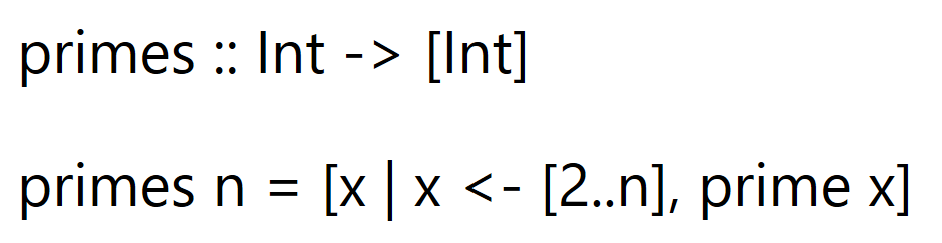 primes :: Int -> [Int]
primes n = [x | x <- [2..n], prime x]